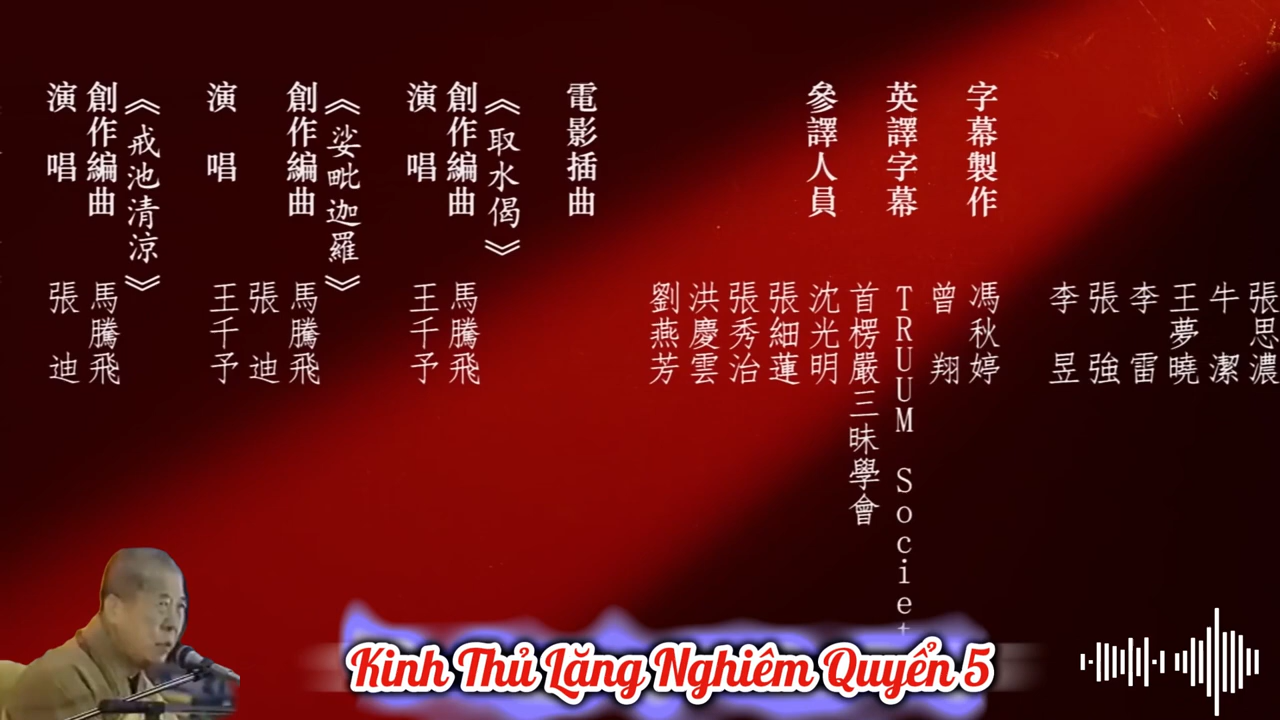 張思濃
牛 潔
王夢曉
李 雷
張 強
李 昱
字幕製作 馮秋婷
曾 翔
英譯字幕 TRUUM Societ
首楞嚴三昧學會
參譯人員 沈光明
張細蓮
張秀治
洪慶雲
劉燕芳
電影插曲
《取水偈》
創作編曲 馬騰飛
演 唱 王千予
《娑毗迦羅》
創作編曲 馬騰飛
張 迪
演 唱 王千予
《戒池清涼》
創作編曲 馬騰飛
演 唱 張 迪
Kinh Thủ Lăng Nghiêm Quyển 5